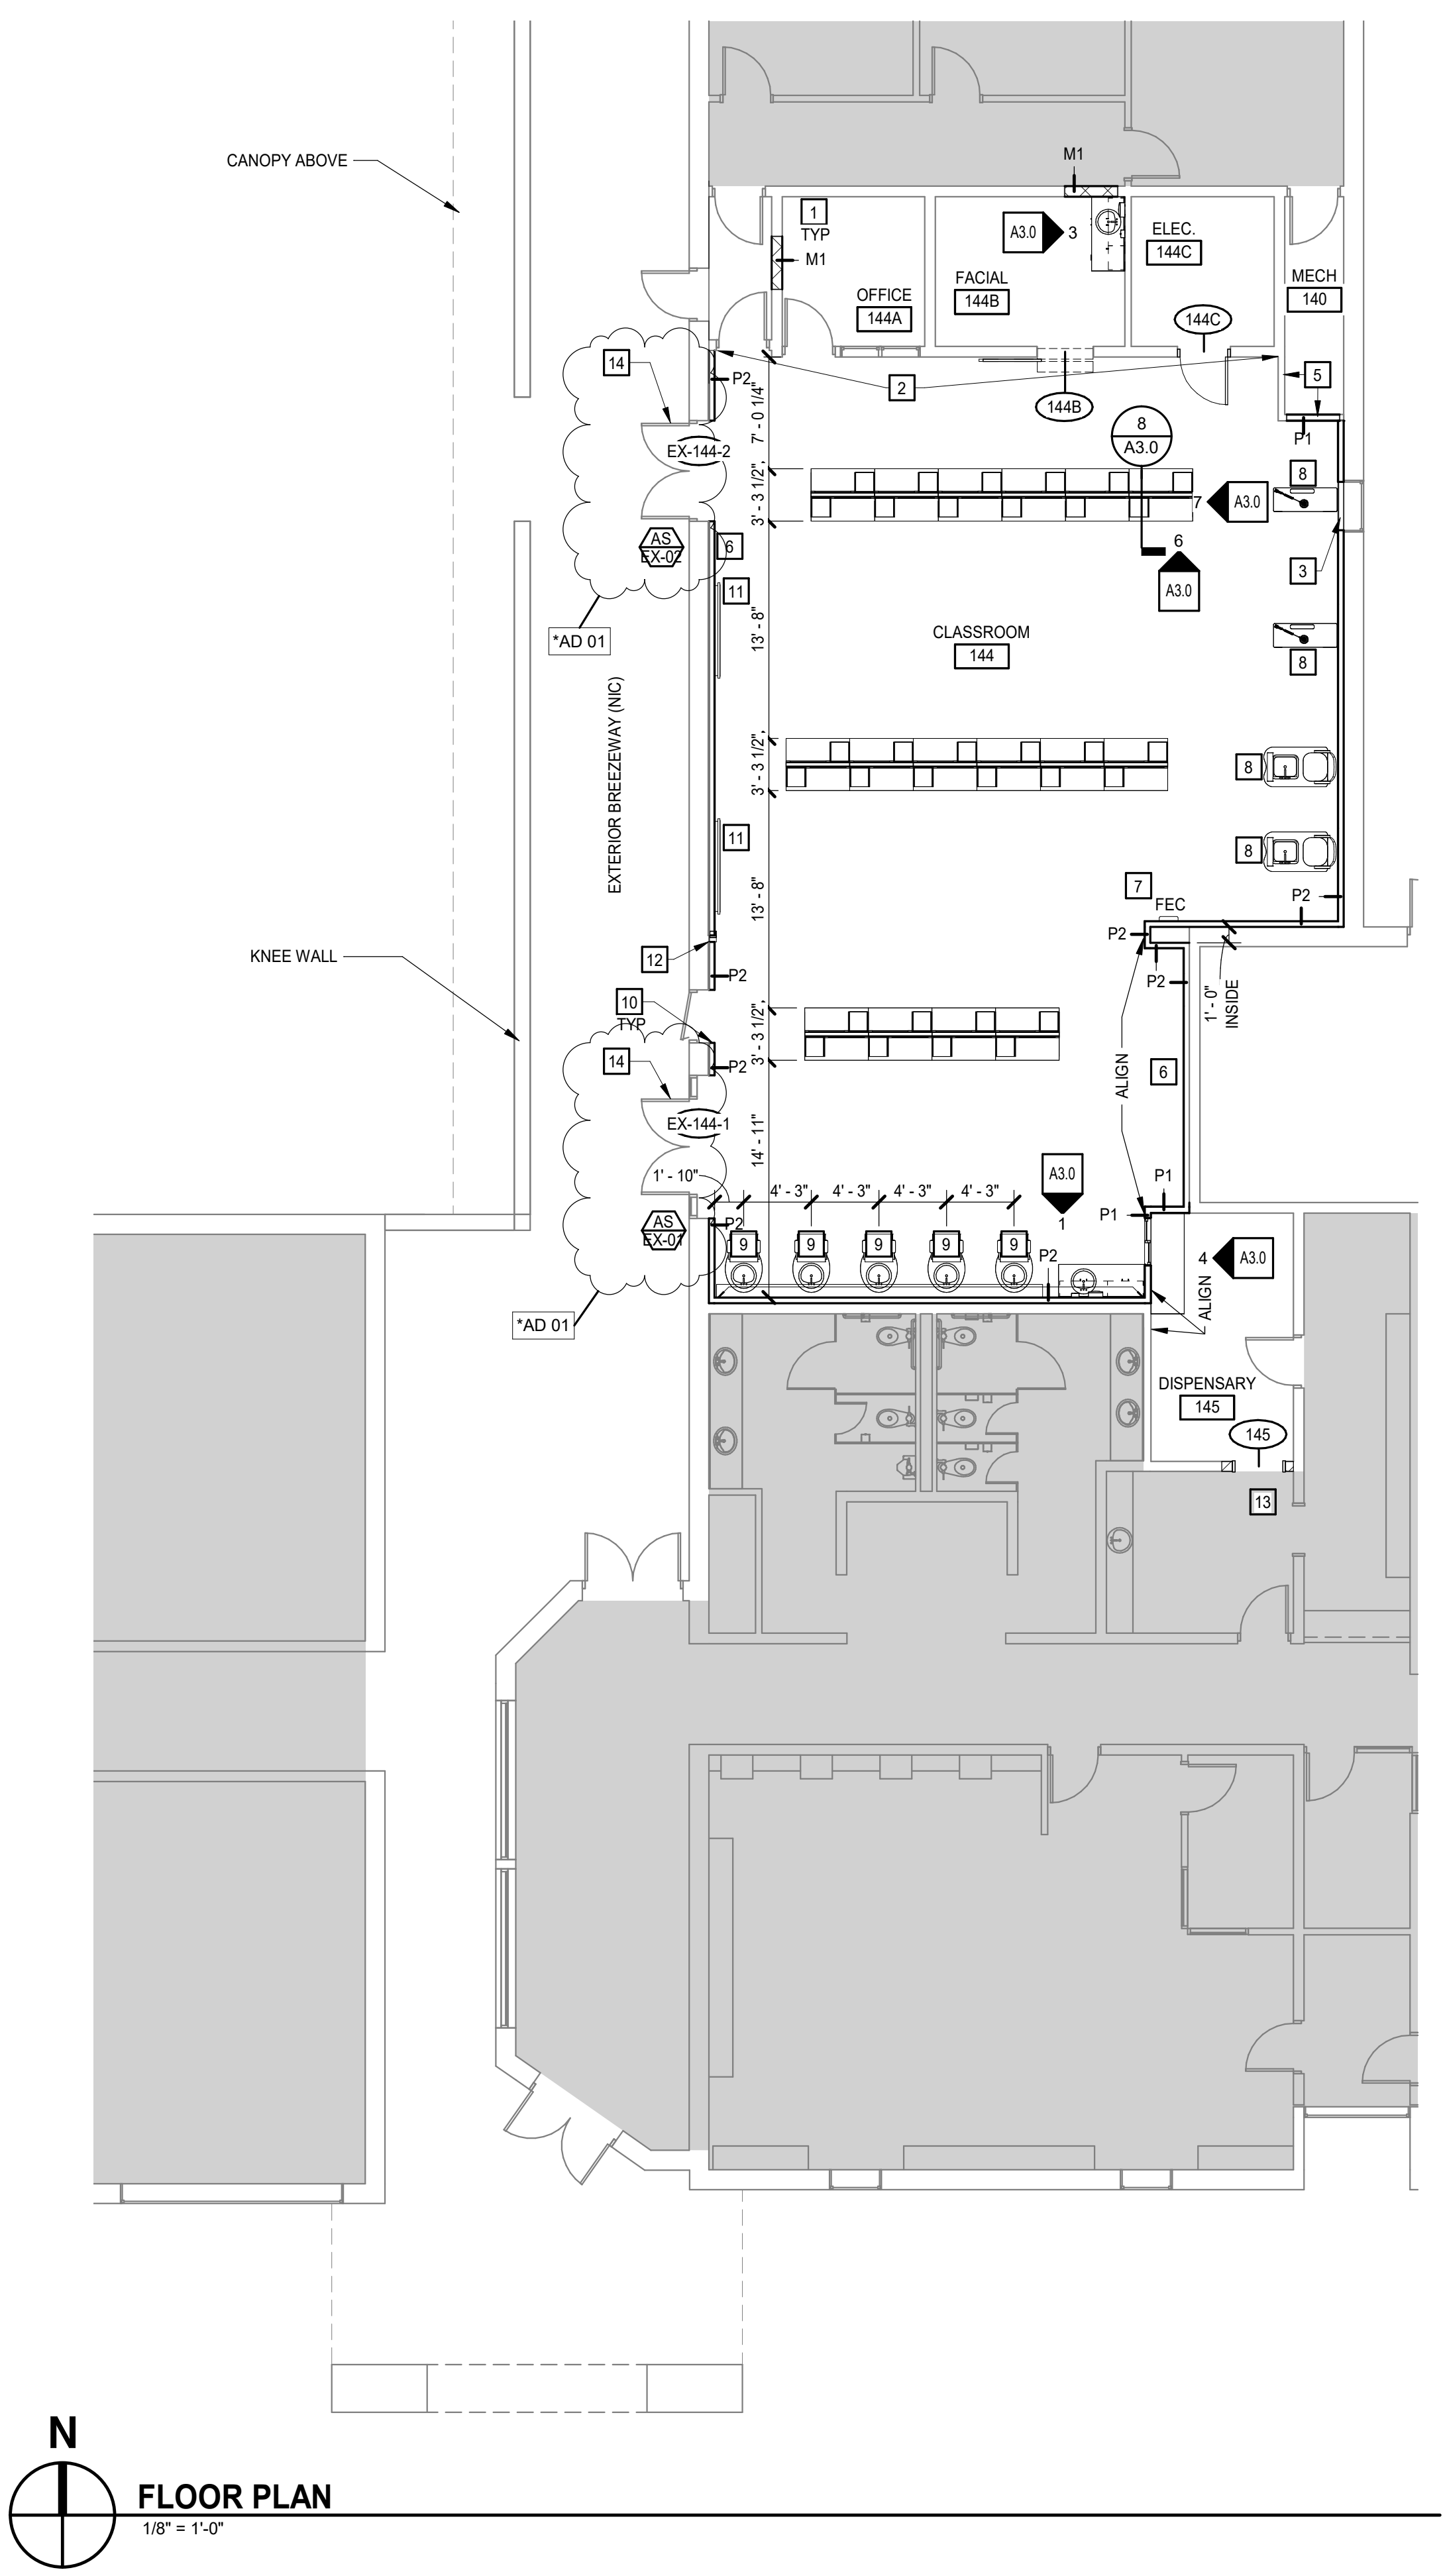 CANOPY ABOVE
M1
1
TYP
M1
A3.0
3
ELEC.
144C
OFFICE
144A
FACIAL
144B
MECH
140
144C
14
P2
2
5
144B
7' - 0 1/4"
EX-144-2
8
A3.0
P1
8
3' - 3 1/2"
7
A3.0
AS
EX-02
6
6
A3.0
3
11
*AD 01
13' - 8"
CLASSROOM
144
8
EXTERIOR BREEZEWAY (NIC)
3' - 3 1/2"
8
11
8
13' - 8"
7
FEC
P2
P2
KNEE WALL
12
P2
P2
1' - 0"
INSIDE
10
TYP
3' - 3 1/2"
14
P2
ALIGN
6
EX-144-1
14' - 11"
1' - 10"
4' - 3"
4' - 3"
4' - 3"
4' - 3"
A3.0
1
P1
P1
AS
EX-01
P2
9
9
9
9
9
P2
4
A3.0
ALIGN
*AD 01
DISPENSARY
145
145
13
N
FLOOR PLAN
1/8" = 1'-0"